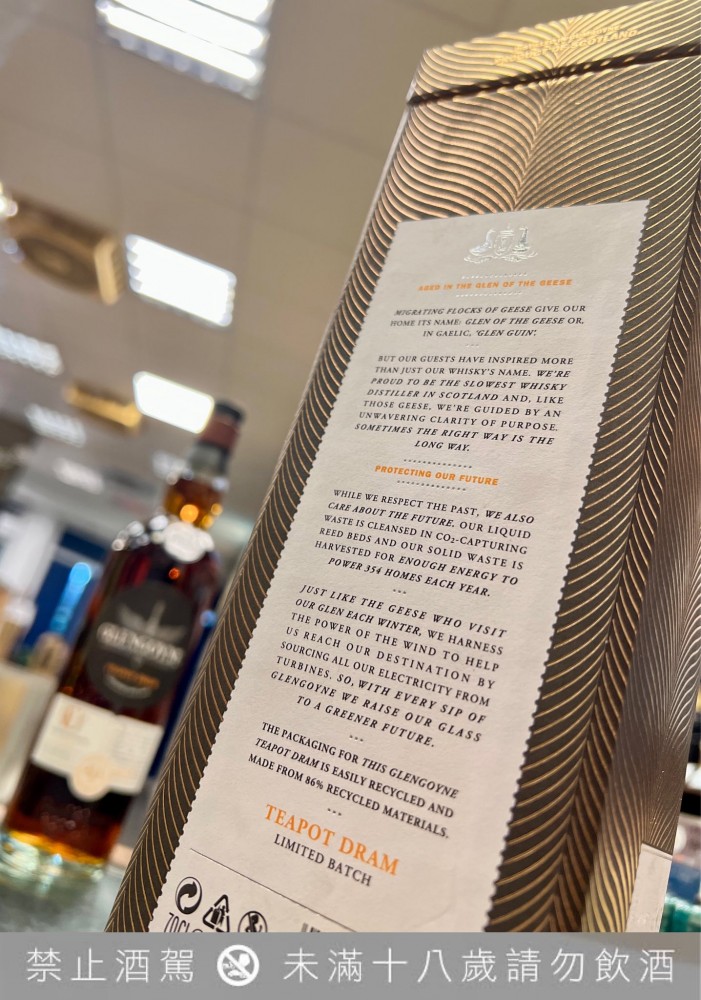 AGED IN THE GLEN OF THE GEESE
MIGRATING FLOCKS OF GEESE GIVE OUR
HOME ITS NAME: GLEN OF THE GEESE OR,
IN GAELIC, 'GLEN GUIN'.
BUT OUR GUESTS HAVE INSPIRED MORE
THAN JUST OUR WHISKY'S NAME. WE'RE
PROUD TO BE THE SLOWEST WHISKY
DISTILLER IN SCOTLAND AND, LIKE
THOSE GEESE, WE'RE GUIDED BY AN
UNWAVERING CLARITY OF PURPOSE.
SOMETIMES THE RIGHT WAY IS THE
LONG WAY.
PROTECTING OUR FUTURE
WHILE WE RESPECT THE PAST, WE ALSO
CARE ABOUT THE FUTURE. OUR LIQUID
WASTE IS CLEANSED IN CO₂-CAPTURING
REED BEDS AND OUR SOLID WASTE IS
HARVESTED FOR ENOUGH ENERGY TO
POWER 354 HOMES EACH YEAR.
JUST LIKE THE GEESE WHO VISIT
OUR GLEN EACH WINTER, WE HARNESS
THE POWER OF THE WIND TO HELP
US REACH OUR DESTINATION BY
SOURCING ALL OUR ELECTRICITY FROM
TURBINES. SO, WITH EVERY SIP OF
GLENGOYNE WE RAISE OUR GLASS
TO A GREENER FUTURE.
THE PACKAGING FOR THIS GLENGOYNE
TEAPOT DRAM IS EASILY RECYCLED AND
MADE FROM 86% RECYCLED MATERIALS.
TEAPOT DRAM
LIMITED BATCH
70CL
GLENGOYNE
TEAPOT DRAM
禁止酒駕 未滿十八歲請勿飲酒